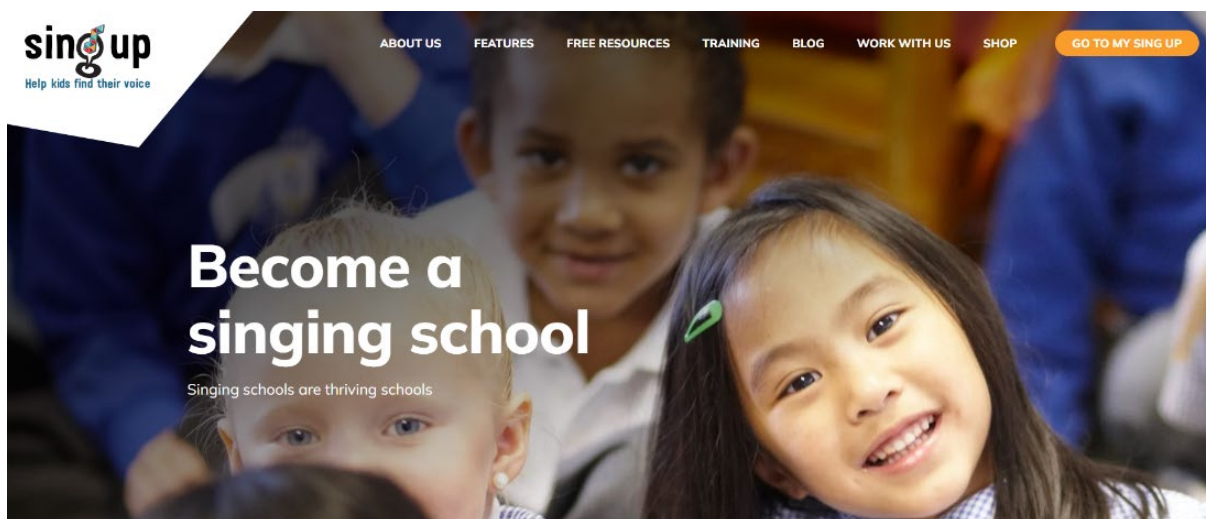 sing up
Help kids find their voice
ABOUT US FEATURES FREE RESOURCES TRAINING BLOG WORK WITH US SHOP GO TO MY SING UP
Become a
singing school
Singing schools are thriving schools